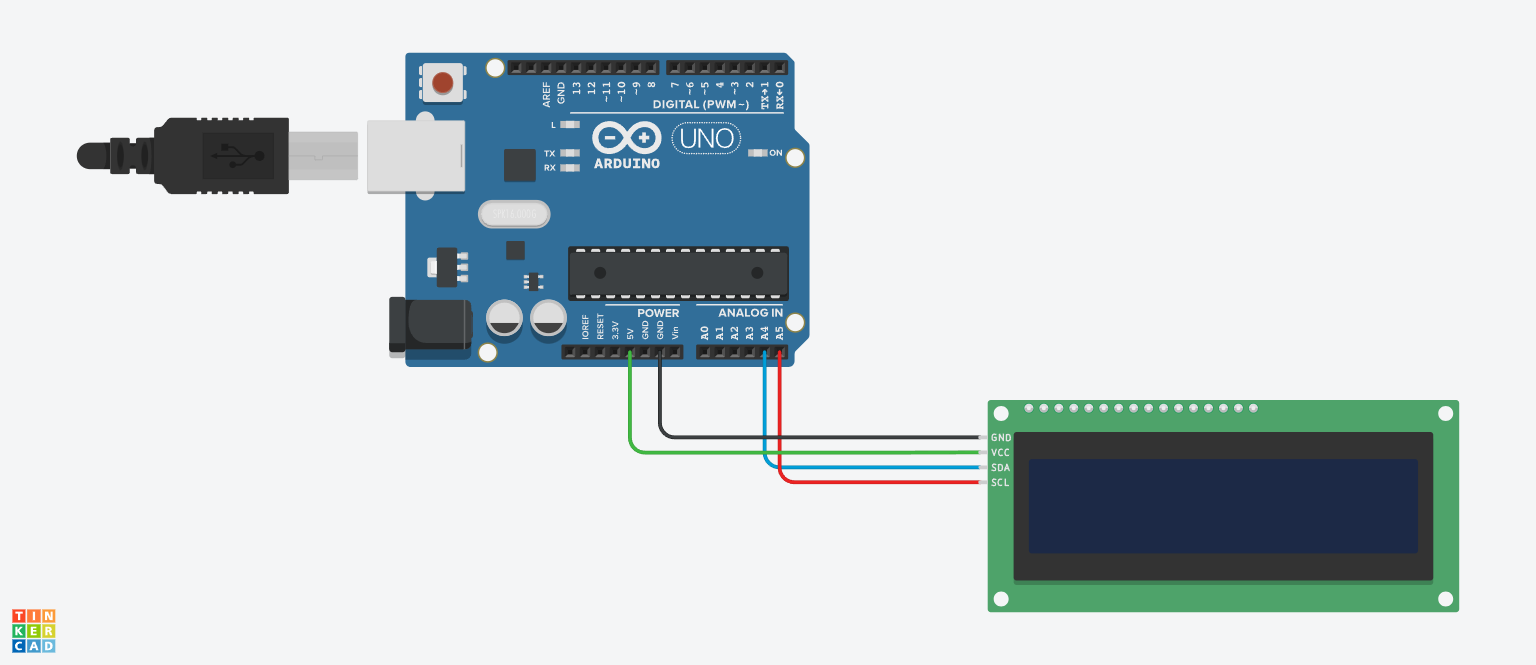 AREF
GND
13
12
~11
~10
~9
8
7
~6
~5
4
~3
2
TX→1
RX←0
DIGITAL (PWM~)
L
TX
RX
ARDUINO
UNO
ON
POWER
ANALOG IN
IOREF
RESET
3.3V
5V
GND
GND
Vin
A0
A1
A2
A3
A4
A5
GND
VCC
SDA
SCL
TIN
KER
CAD